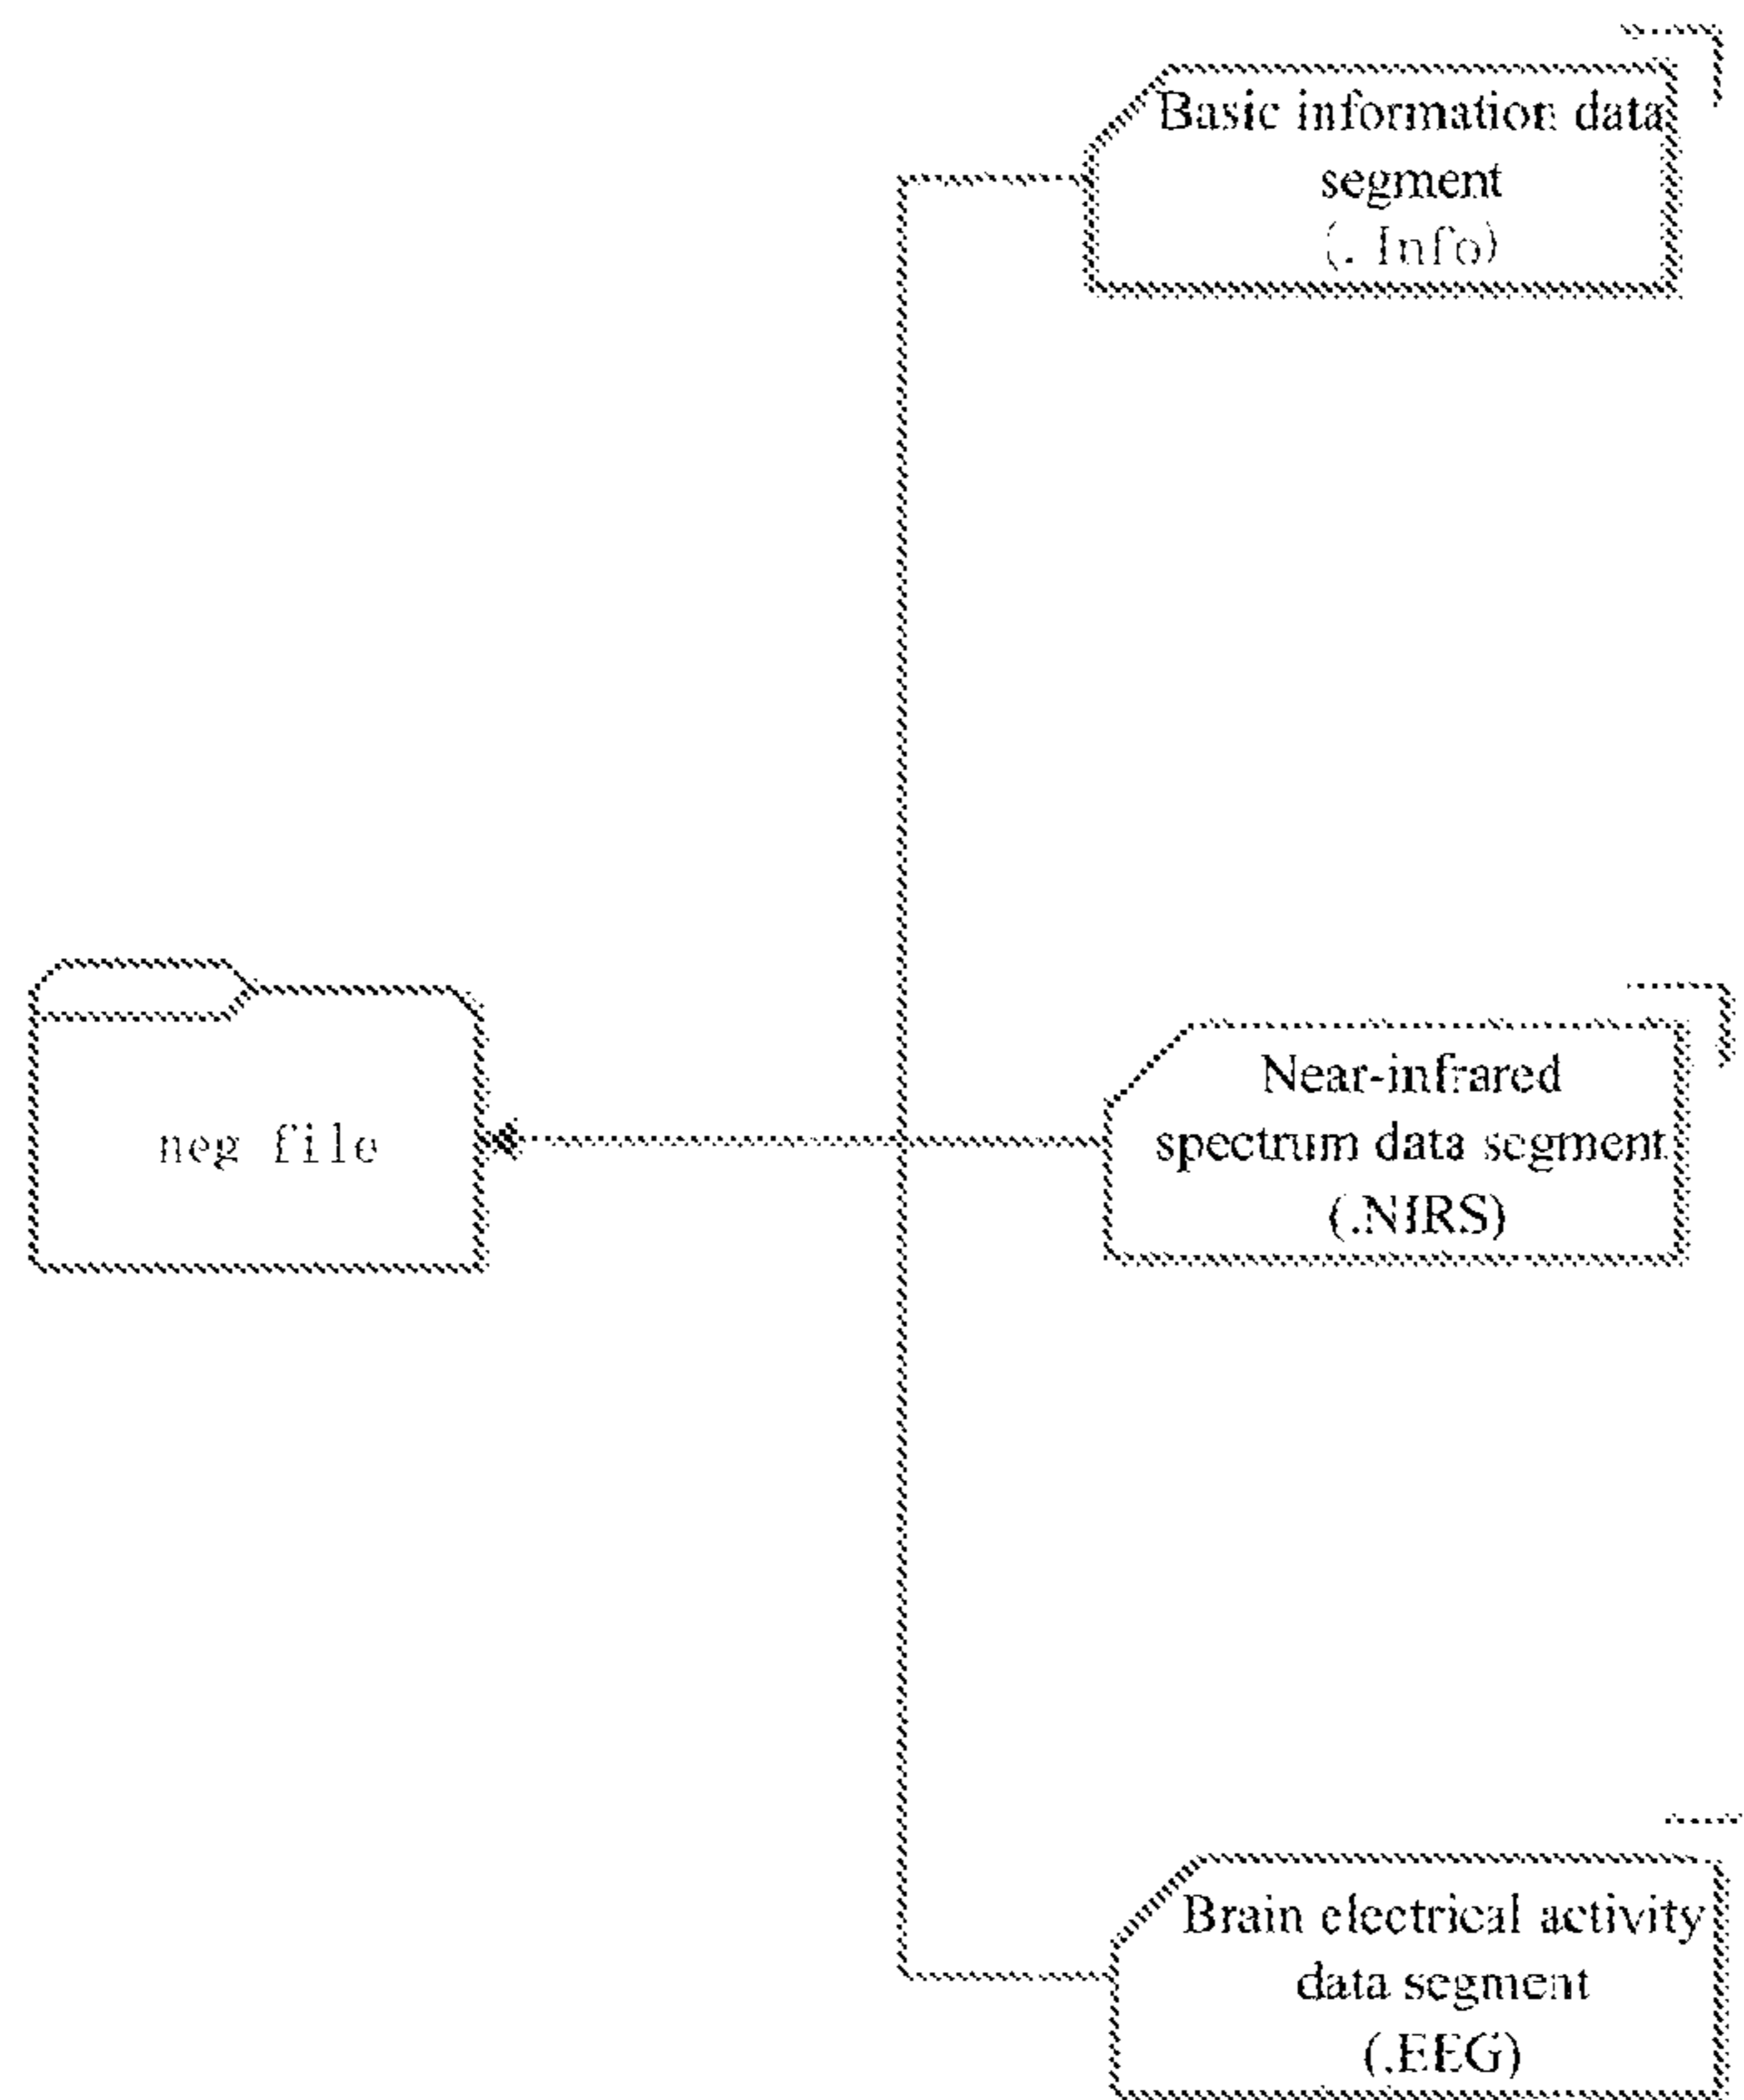 Basic information data
segment
(. Info)
neg file
Near-infrared
spectrum data segment
(.NIRS)
Brain electrical activity
data segment
(.EEG)